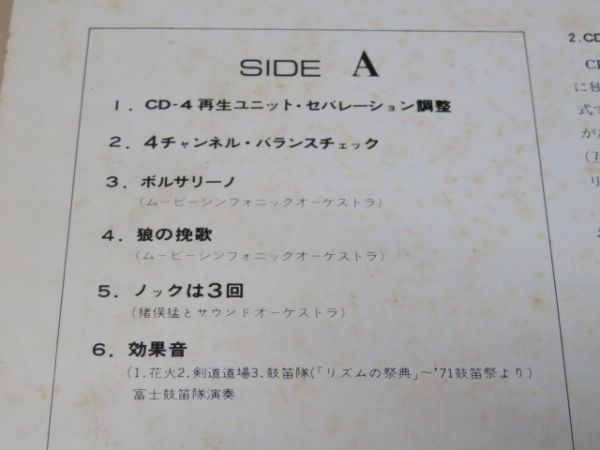 SIDE A
1. CD-4再生ユニット・セパレーション調整
2. 4チャンネル・バランスチェック
3. ボルサリーノ
(ムービーシンフォニックオーケストラ)
4. 狼の挽歌
(ムービーシンフォニックオーケストラ)
5. ノックは3回
(猪俣猛とサウンドオーケストラ)
6. 効果音
(1.花火2.剣道道場3.鼓笛隊(「リズムの祭典」〜'71鼓笛祭より)
富士鼓笛隊演奏
2.CD
CD
に独
式で
がな
リ